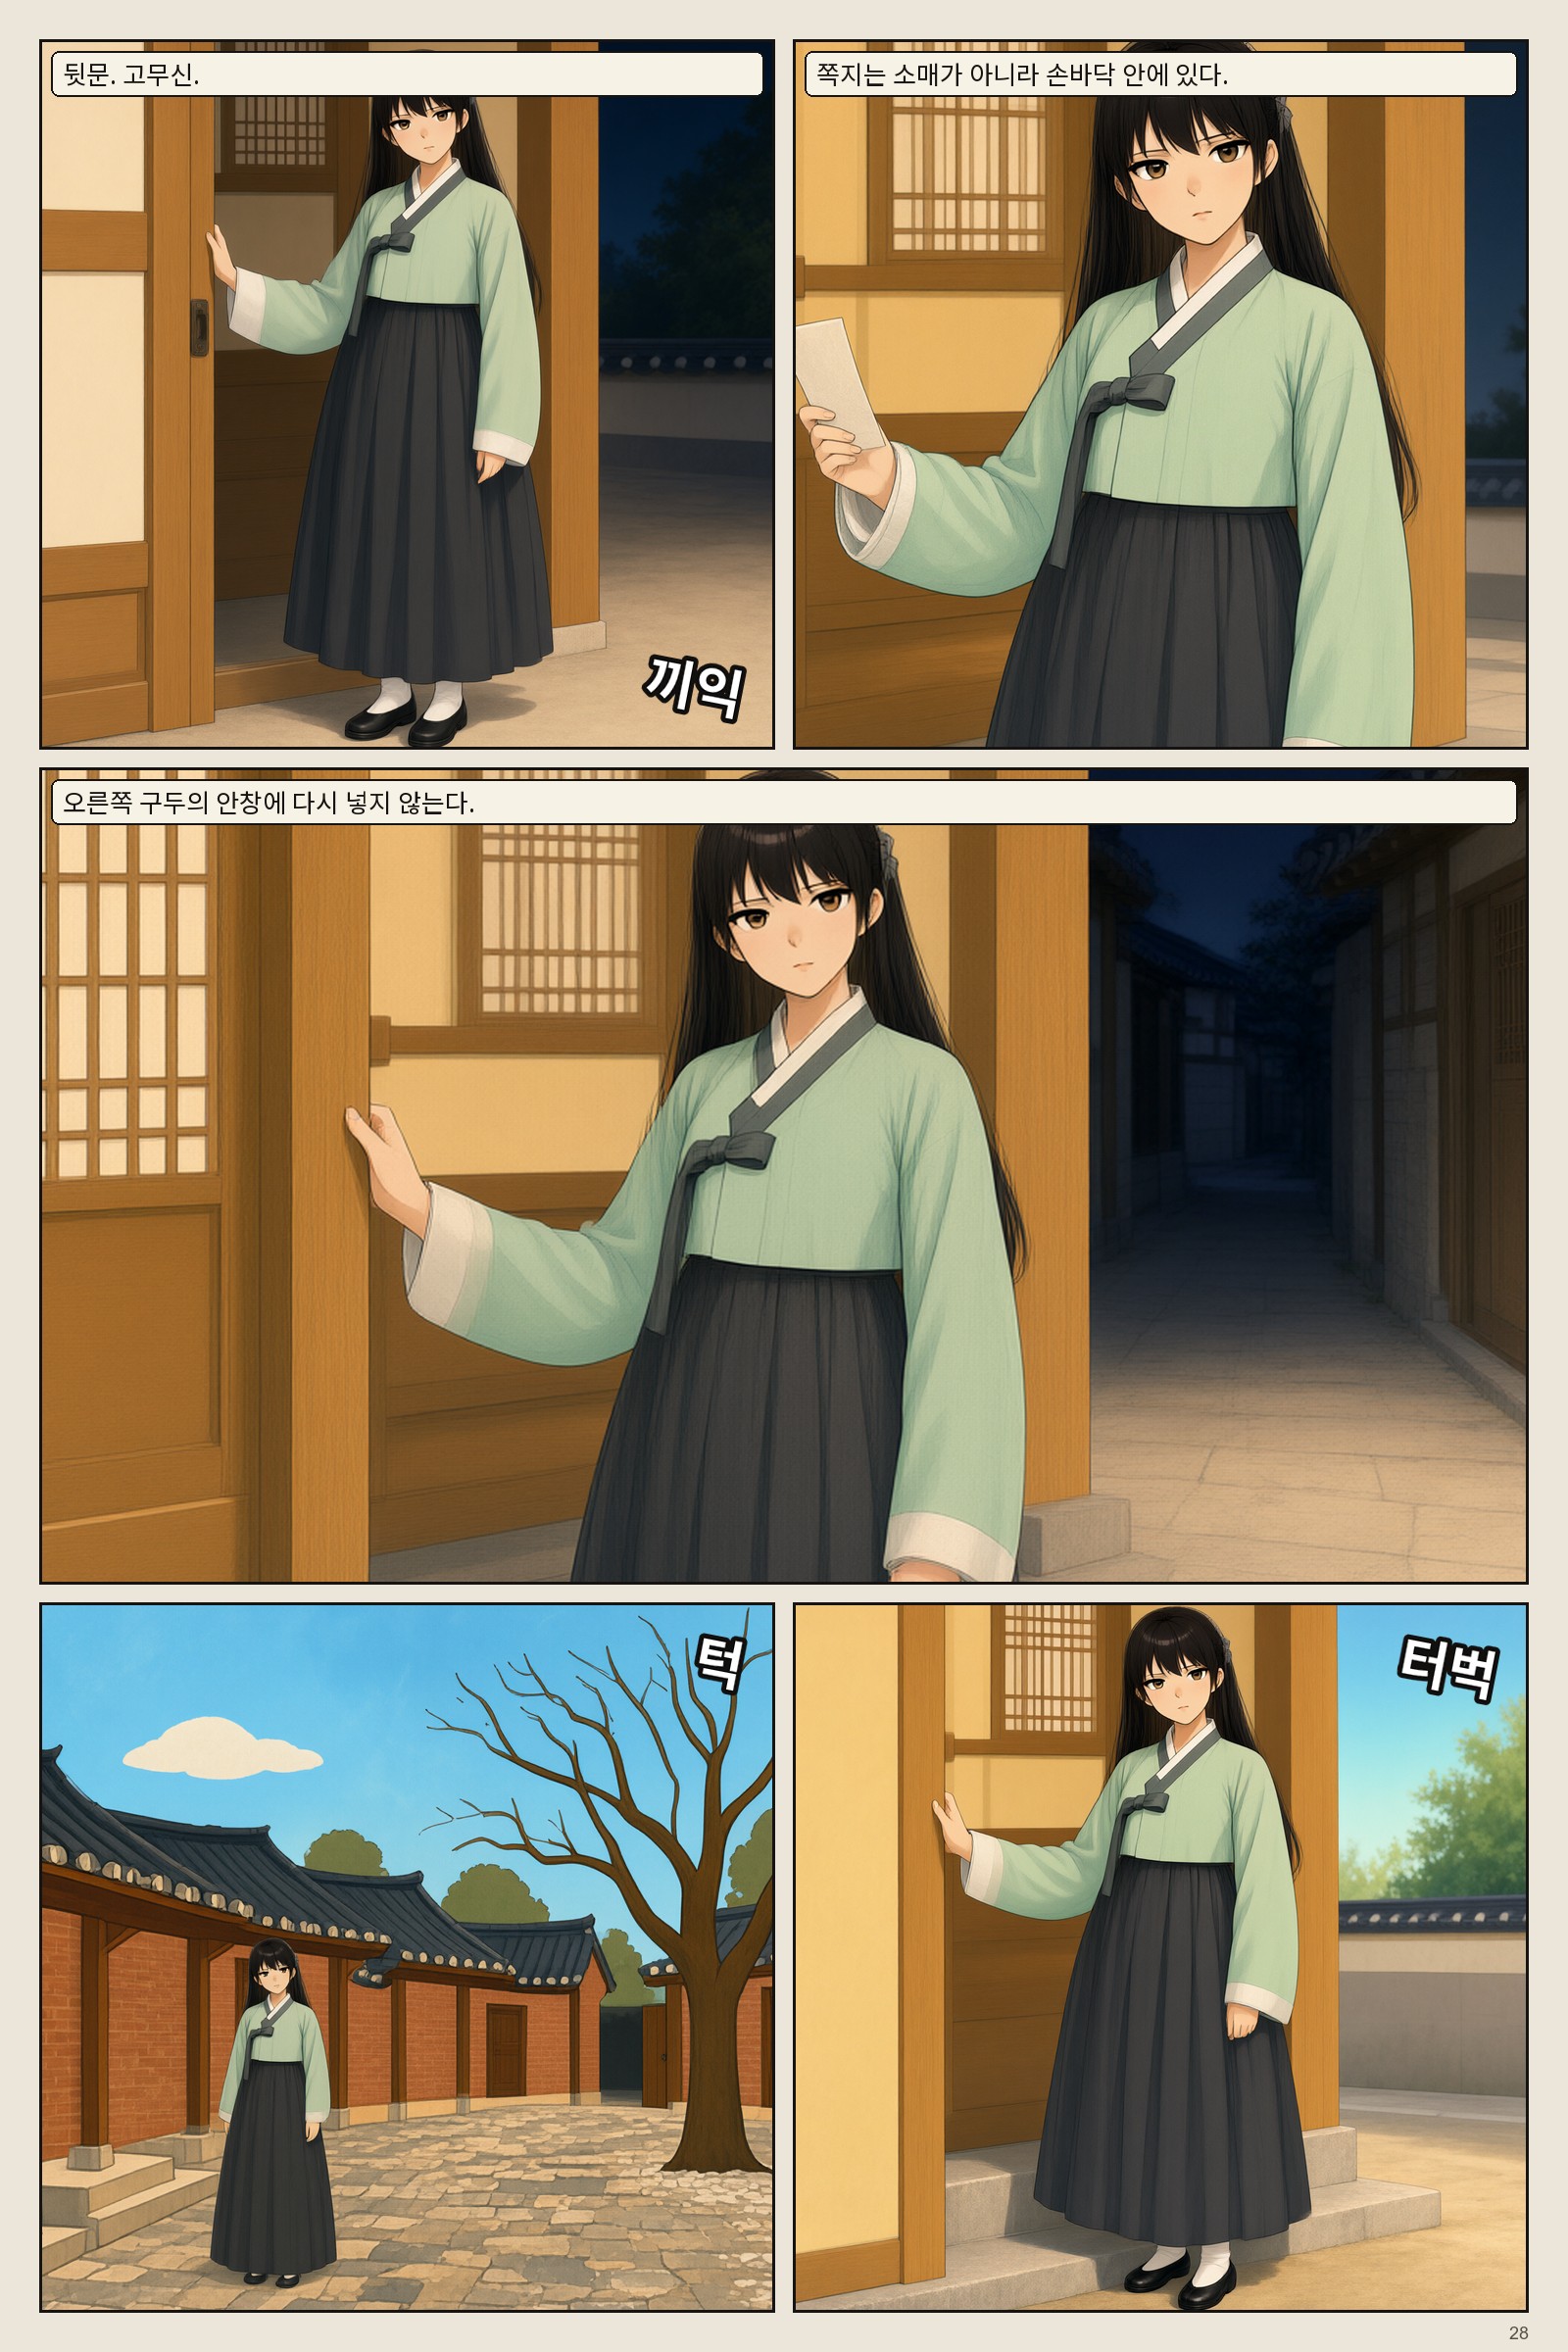 뒷문. 고무신.
끼익
쪽지는 소매가 아니라 손바닥 안에 있다.
오른쪽 구두의 안창에 다시 넣지 않는다.
턱
터벅
28